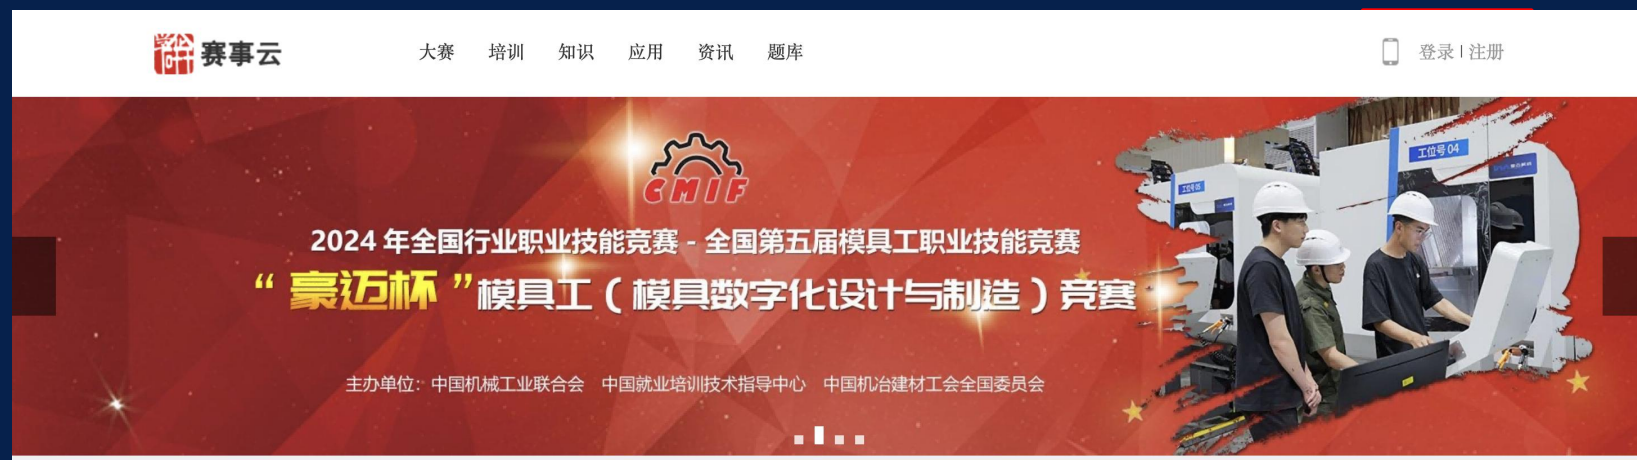 赛事云
大赛 培训 知识 应用 资讯 题库
登录 | 注册
CMIF
2024 年全国行业职业技能竞赛 - 全国第五届模具工职业技能竞赛
“豪迈杯”模具工（模具数字化设计与制造）竞赛
主办单位：中国机械工业联合会 中国就业培训技术指导中心 中国机冶建材工会全国委员会
工位号 04
工位号 05